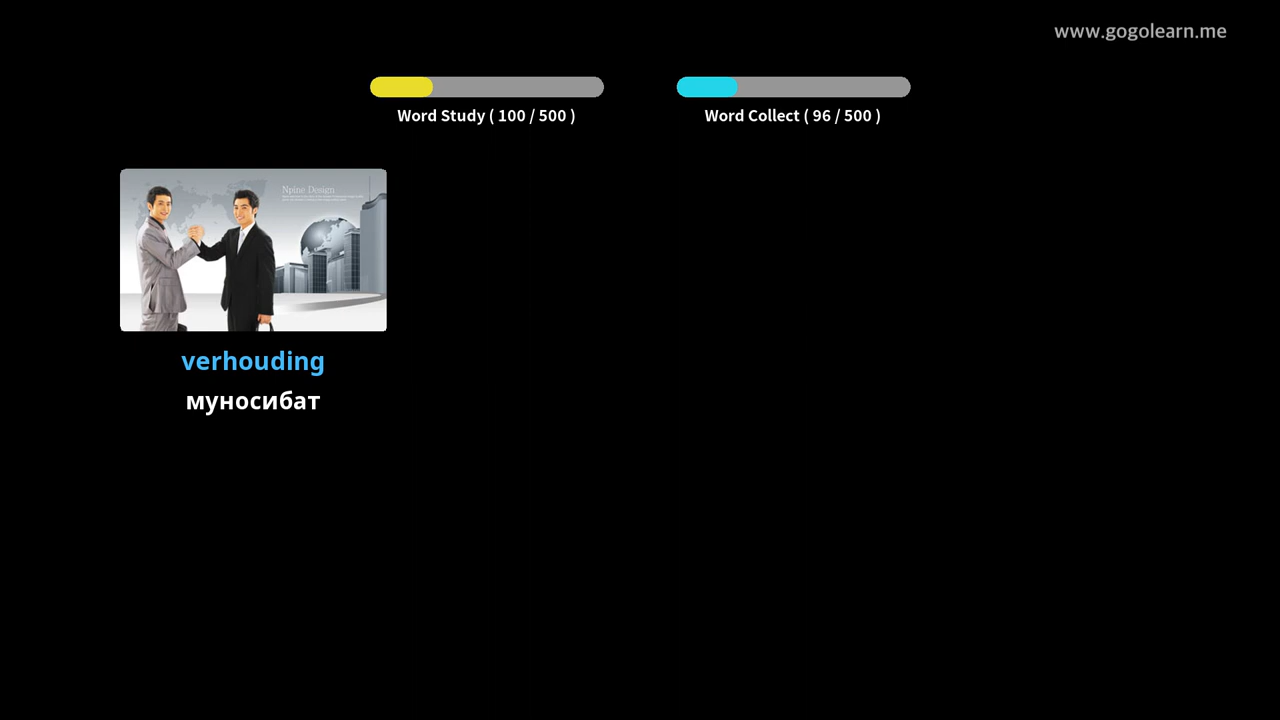 www.gogolearn.me
Word Study ( 100 / 500 )
Word Collect ( 96 / 500 )
Npine Design
verhouding
муносибат